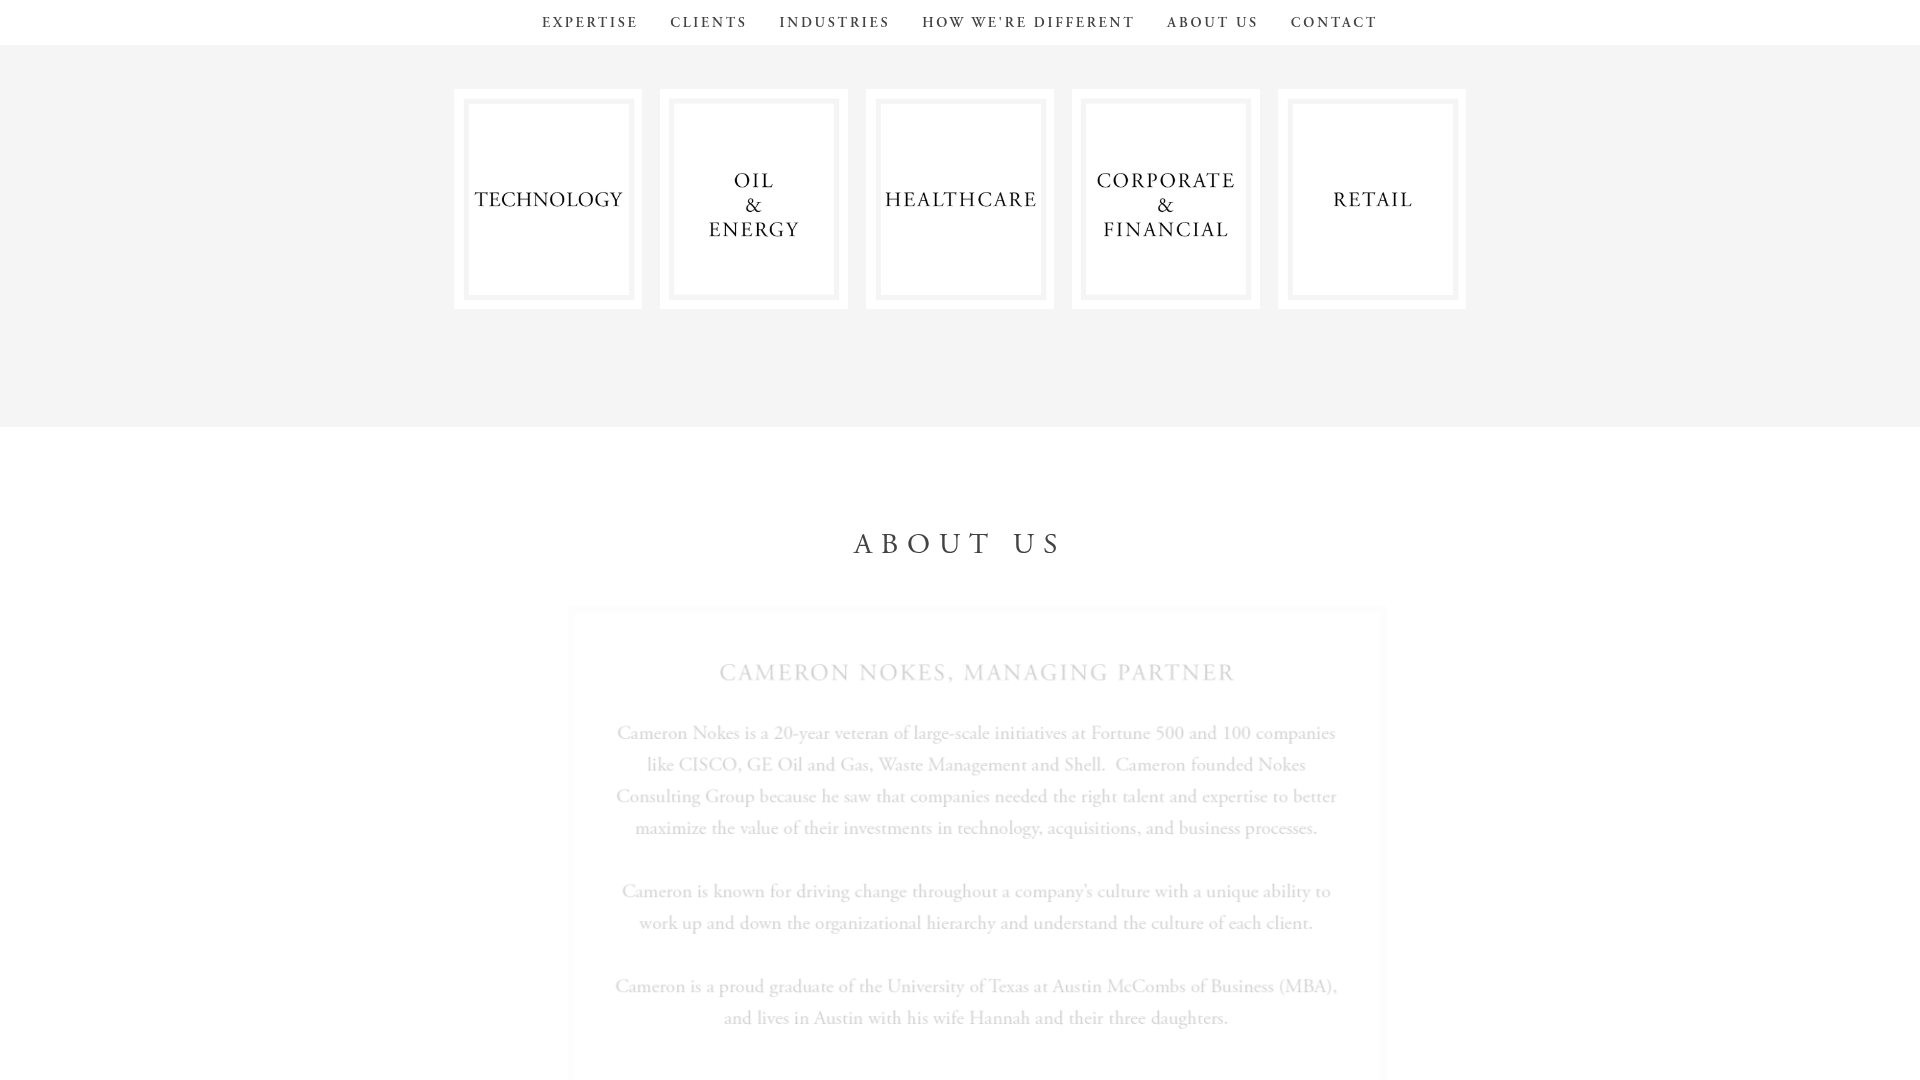 EXPERTISE CLIENTS INDUSTRIES HOW WE'RE DIFFERENT ABOUT US CONTACT
TECHNOLOGY
OIL
&
ENERGY
HEALTHCARE
CORPORATE
&
FINANCIAL
RETAIL
ABOUT US
CAMERON NOKES, MANAGING PARTNER
Cameron Nokes is a 20-year veteran of large-scale initiatives at Fortune 500 and 100 companies
like CISCO, GE Oil and Gas, Waste Management and Shell.  Cameron founded Nokes
Consulting Group because he saw that companies needed the right talent and expertise to better
maximize the value of their investments in technology, acquisitions, and business processes.
Cameron is known for driving change throughout a company’s culture with a unique ability to
work up and down the organizational hierarchy and understand the culture of each client.
Cameron is a proud graduate of the University of Texas at Austin McCombs of Business (MBA),
and lives in Austin with his wife Hannah and their three daughters.